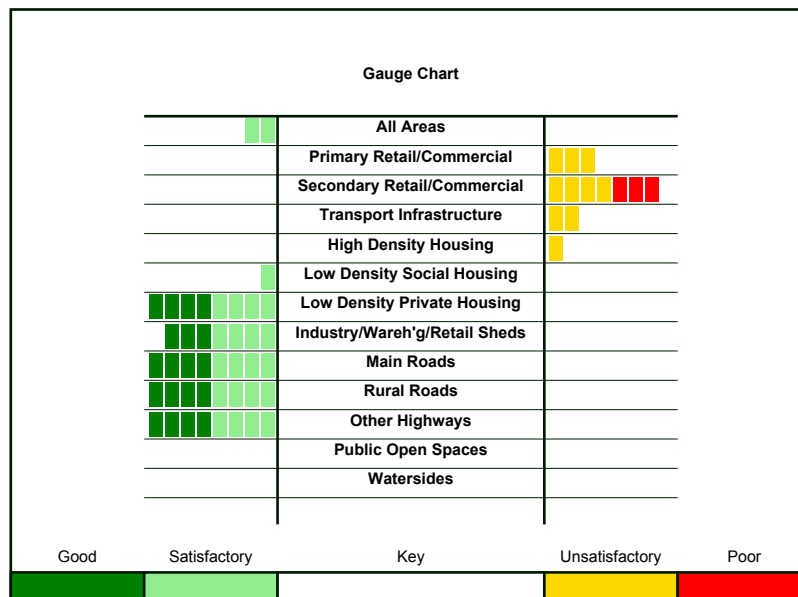 Gauge Chart
All Areas
Primary Retail/Commercial
Secondary Retail/Commercial
Transport Infrastructure
High Density Housing
Low Density Social Housing
Low Density Private Housing
Industry/Wareh'g/Retail Sheds
Main Roads
Rural Roads
Other Highways
Public Open Spaces
Watersides
Good Satisfactory Key Unsatisfactory Poor